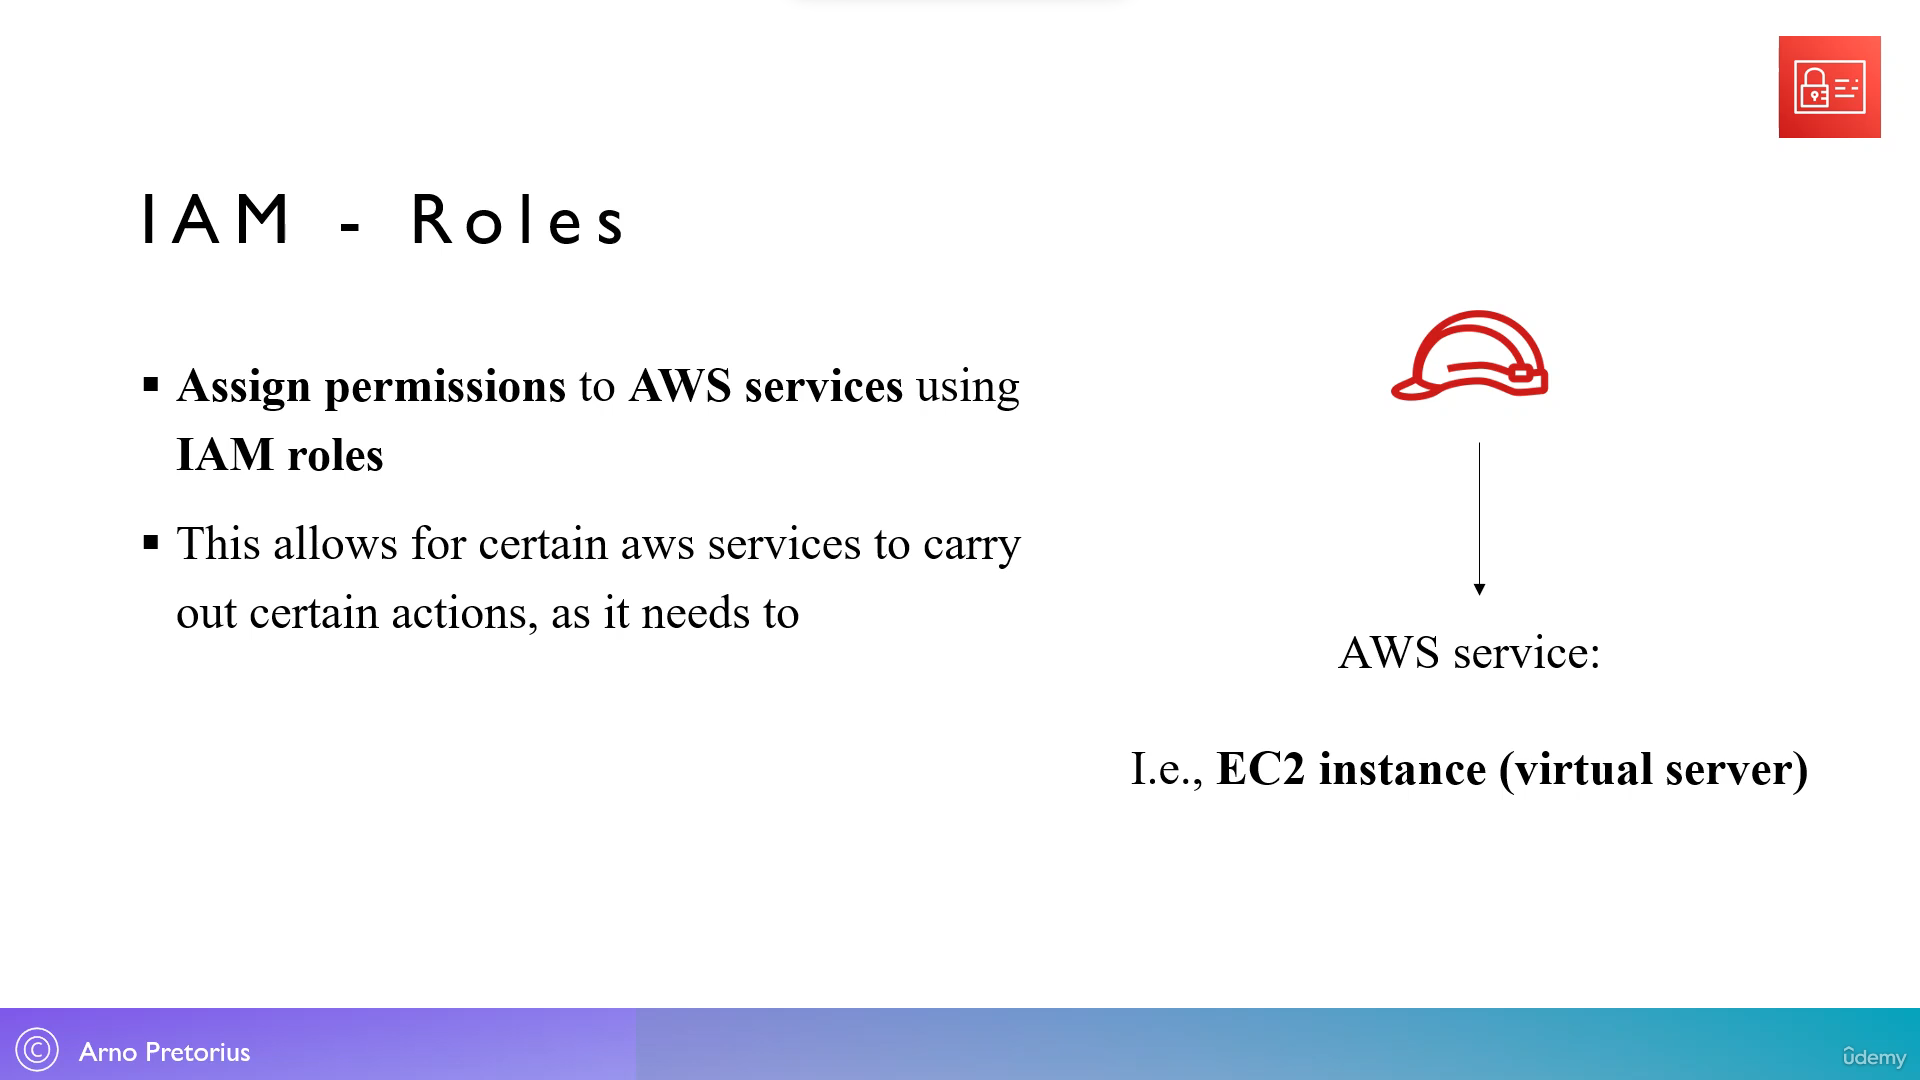 IAM - Roles
▪ Assign permissions to AWS services using
IAM roles
▪ This allows for certain aws services to carry
out certain actions, as it needs to
AWS service:
I.e., EC2 instance (virtual server)
© Arno Pretorius
ûdemy